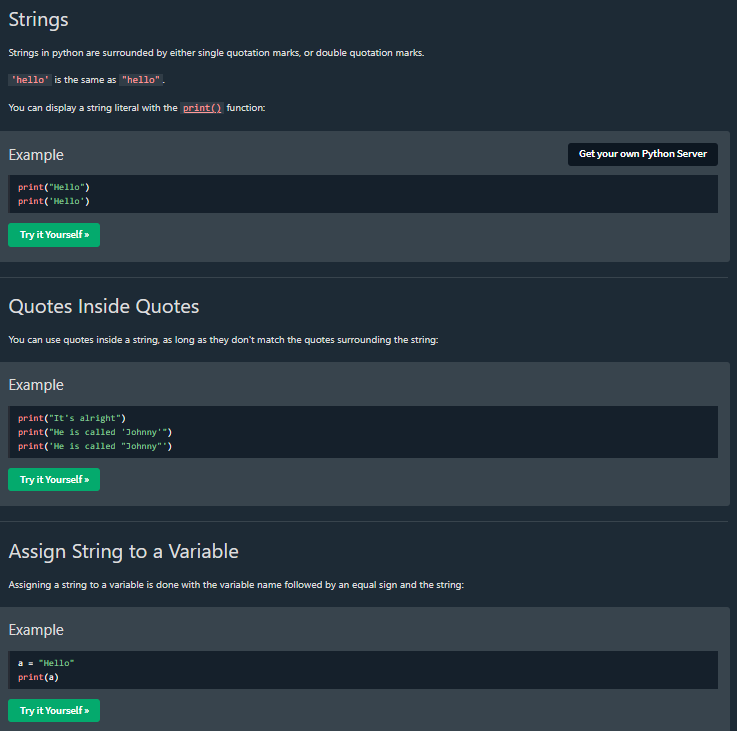 Strings
Strings in python are surrounded by either single quotation marks, or double quotation marks.
'hello' is the same as "hello".
You can display a string literal with the print() function:
Example
Get your own Python Server
print("Hello")
print('Hello')
Try it Yourself »
Quotes Inside Quotes
You can use quotes inside a string, as long as they don't match the quotes surrounding the string:
Example
print("It's alright")
print("He is called 'Johnny'")
print('He is called "Johnny"')
Try it Yourself »
Assign String to a Variable
Assigning a string to a variable is done with the variable name followed by an equal sign and the string:
Example
a = "Hello"
print(a)
Try it Yourself »